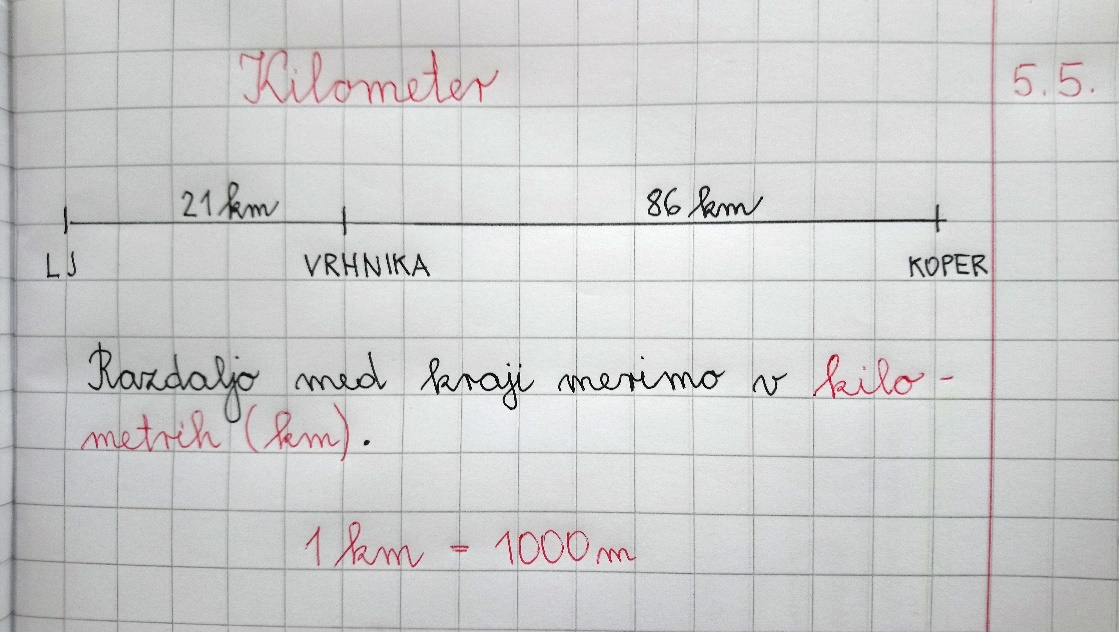 Kilometer 5.5.
21 km 86 km
LJ VRHNIKA KOPER
Razdaljo med kraji merimo v kilo-
metrih (km).
1 km = 1000 m